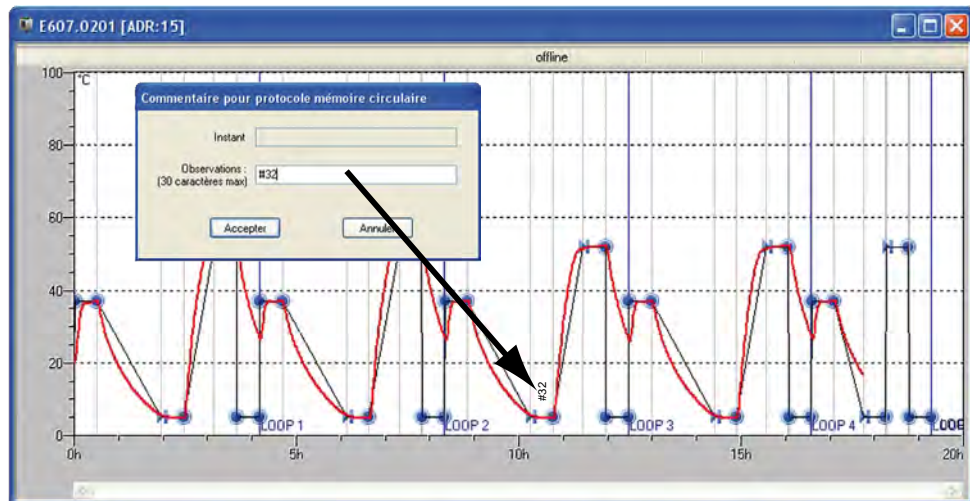 E607.0201 [ADR:15]
offline
100
°C
80
60
40
20
0
Commentaire pour protocole mémoire circulaire
Instant
Observations :
(30 caractères max)
#32
Accepter
Annuler
#32
LOOP 1
LOOP 2
LOOP 3
LOOP 4
0h
5h
10h
15h
20h